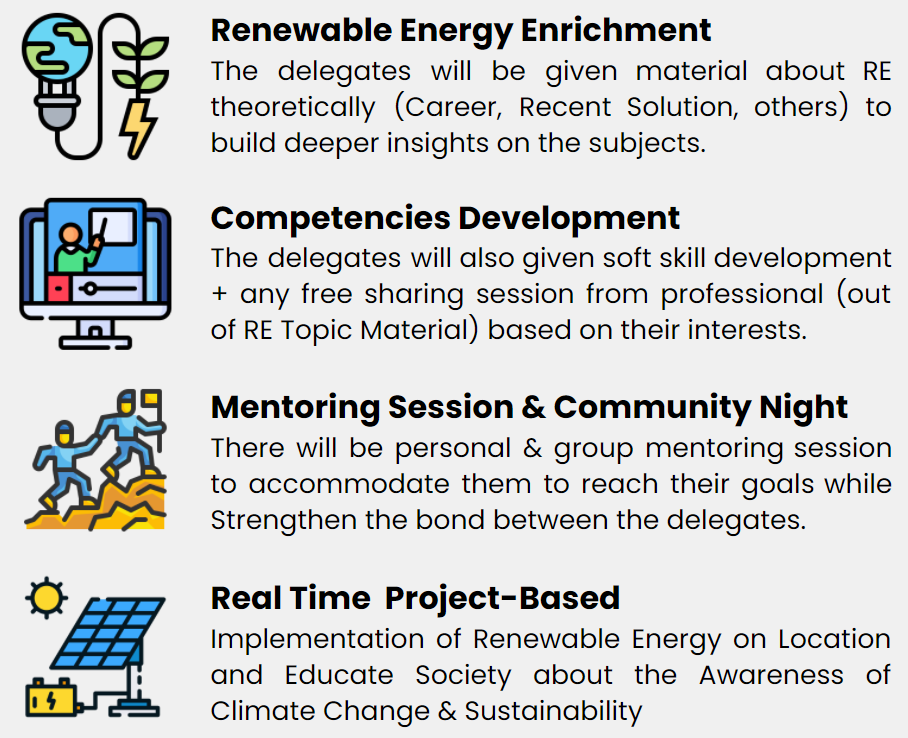 Renewable Energy Enrichment
The delegates will be given material about RE
theoretically (Career, Recent Solution, others) to
build deeper insights on the subjects.
Competencies Development
The delegates will also given soft skill development
+ any free sharing session from professional (out
of RE Topic Material) based on their interests.
Mentoring Session & Community Night
There will be personal & group mentoring session
to accommodate them to reach their goals while
Strengthen the bond between the delegates.
Real Time  Project-Based
Implementation of Renewable Energy on Location
and Educate Society about the Awareness of
Climate Change & Sustainability